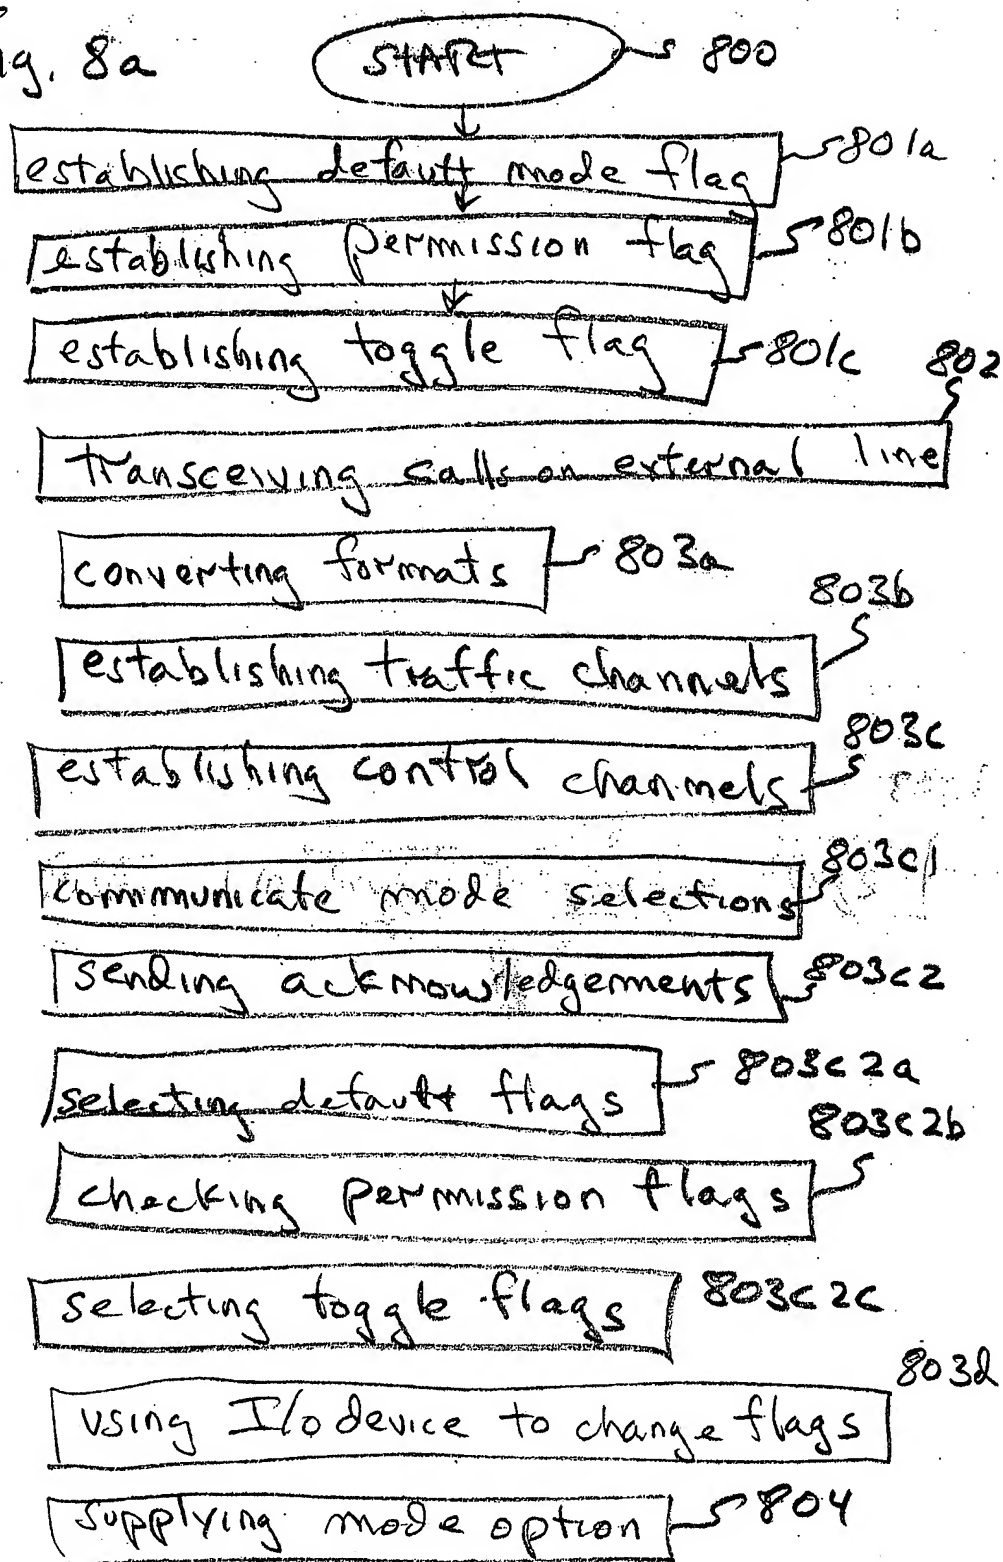 ig. 8a
START 800
establishing default mode flag 801a
establishing permission flag 801b
establishing toggle flag 801c
802
transceiving calls on external line
converting formats 803a
803b
establishing traffic channels
803c
establishing control channels
803c1
communicate mode selections
sending acknowledgements 803c2
selecting default flags 803c2a
803c2b
checking permission flags
selecting toggle flags 803c2c
803d
using I/o device to change flags
supplying mode option 804